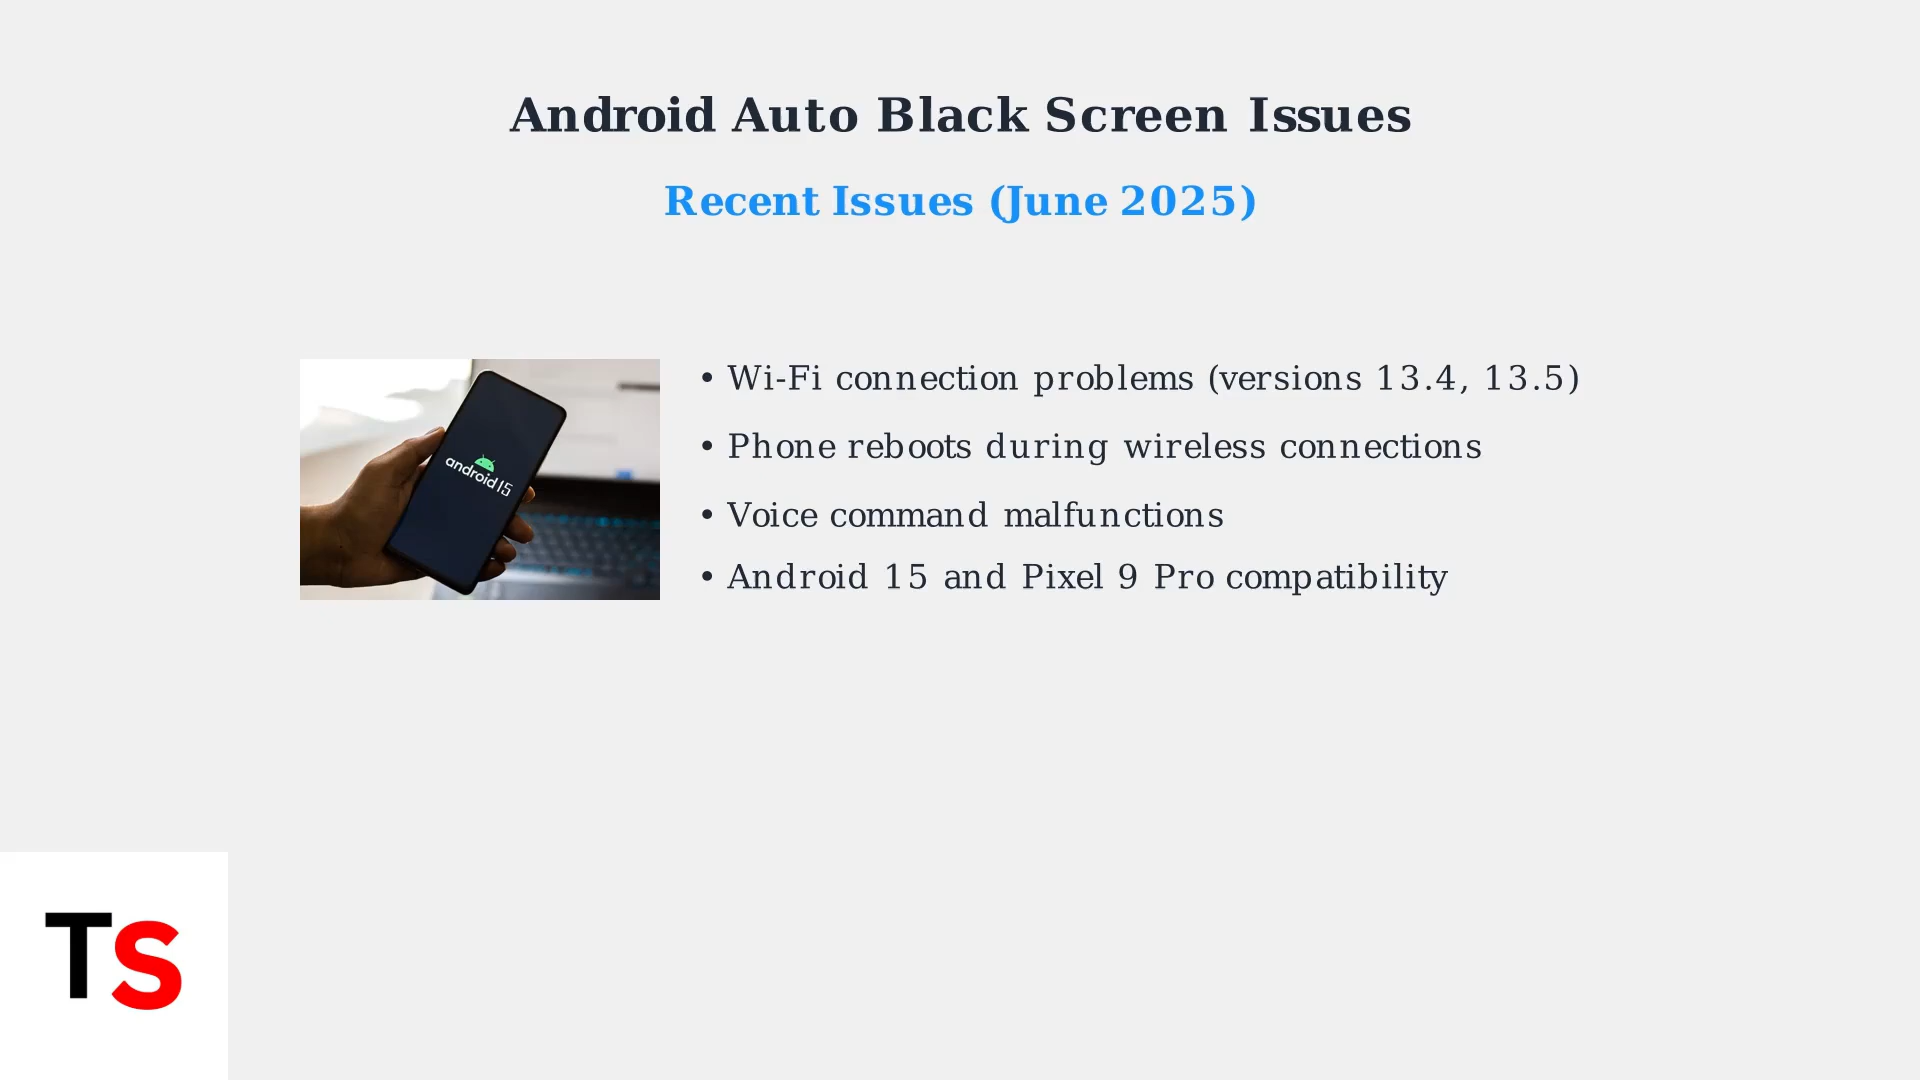 Android Auto Black Screen Issues
Recent Issues (June 2025)
• Wi-Fi connection problems (versions 13.4, 13.5)
• Phone reboots during wireless connections
• Voice command malfunctions
• Android 15 and Pixel 9 Pro compatibility
android 15
TS